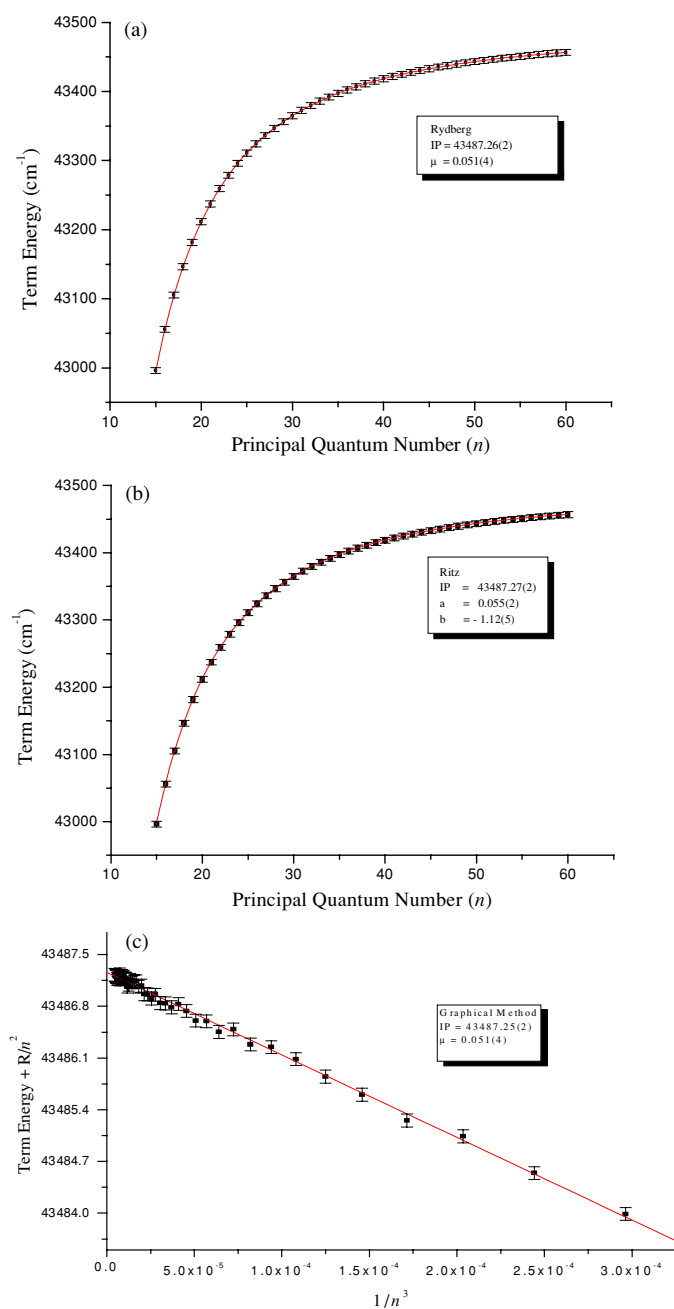 (a)
43500
43400
43300
43200
43100
43000
Term Energy (cm⁻¹)
Rydberg
IP = 43487.26(2)
μ = 0.051(4)
10 20 30 40 50 60
Principal Quantum Number (n)
(b)
43500
43400
43300
43200
43100
43000
Term Energy (cm⁻¹)
Ritz
IP = 43487.27(2)
a = 0.055(2)
b = - 1.12(5)
10 20 30 40 50 60
Principal Quantum Number (n)
(c)
43487.5
43486.8
43486.1
43485.4
43484.7
43484.0
Term Energy + R/n²
Graphical Method
IP = 43487.25(2)
μ = 0.051(4)
0.0 5.0x10⁻⁵ 1.0x10⁻⁴ 1.5x10⁻⁴ 2.0x10⁻⁴ 2.5x10⁻⁴ 3.0x10⁻⁴
1/n³